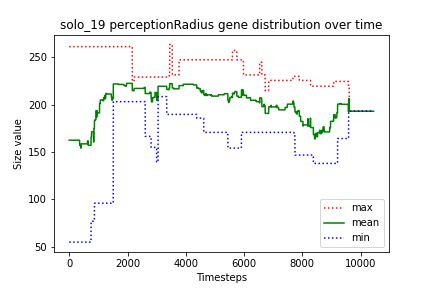 solo_19 perceptionRadius gene distribution over time
Size value
250
200
150
100
50
0
2000
4000
6000
8000
10000
Timesteps
max
mean
min